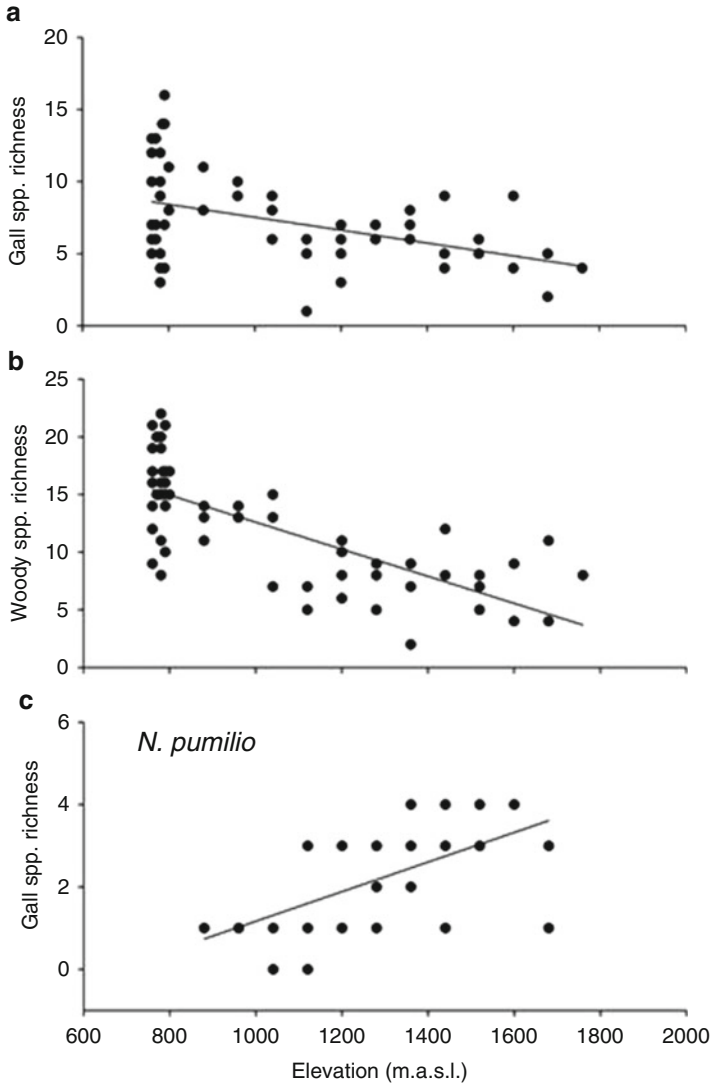 a
20
15
10
5
0
Gall spp. richness
b
25
20
15
10
5
0
Woody spp. richness
c
6
4
2
0
Gall spp. richness
N. pumilio
600 800 1000 1200 1400 1600 1800 2000
Elevation (m.a.s.l.)